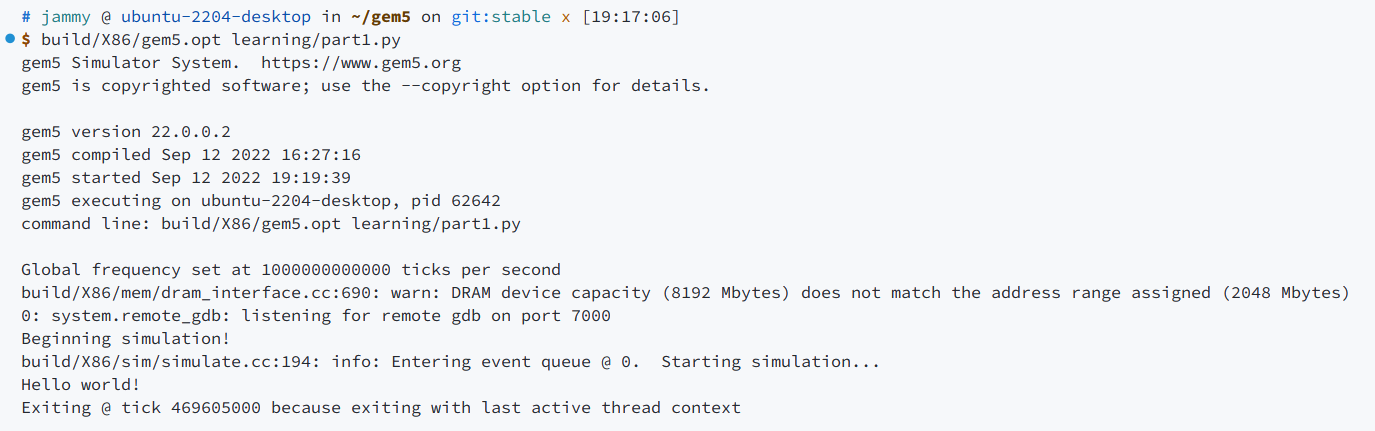 # jammy @ ubuntu-2204-desktop in ~/gem5 on git:stable x [19:17:06]
$ build/X86/gem5.opt learning/part1.py
gem5 Simulator System.  https://www.gem5.org
gem5 is copyrighted software; use the --copyright option for details.
gem5 version 22.0.0.2
gem5 compiled Sep 12 2022 16:27:16
gem5 started Sep 12 2022 19:19:39
gem5 executing on ubuntu-2204-desktop, pid 62642
command line: build/X86/gem5.opt learning/part1.py
Global frequency set at 1000000000000 ticks per second
build/X86/mem/dram_interface.cc:690: warn: DRAM device capacity (8192 Mbytes) does not match the address range assigned (2048 Mbytes)
0: system.remote_gdb: listening for remote gdb on port 7000
Beginning simulation!
build/X86/sim/simulate.cc:194: info: Entering event queue @ 0.  Starting simulation...
Hello world!
Exiting @ tick 469605000 because exiting with last active thread context